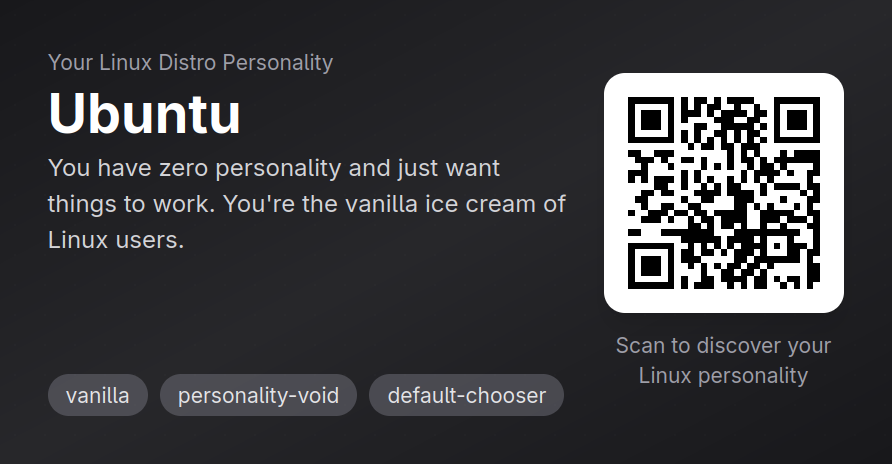 Your Linux Distro Personality
Ubuntu
You have zero personality and just want
things to work. You're the vanilla ice cream of
Linux users.
vanilla
personality-void
default-chooser
Scan to discover your
Linux personality